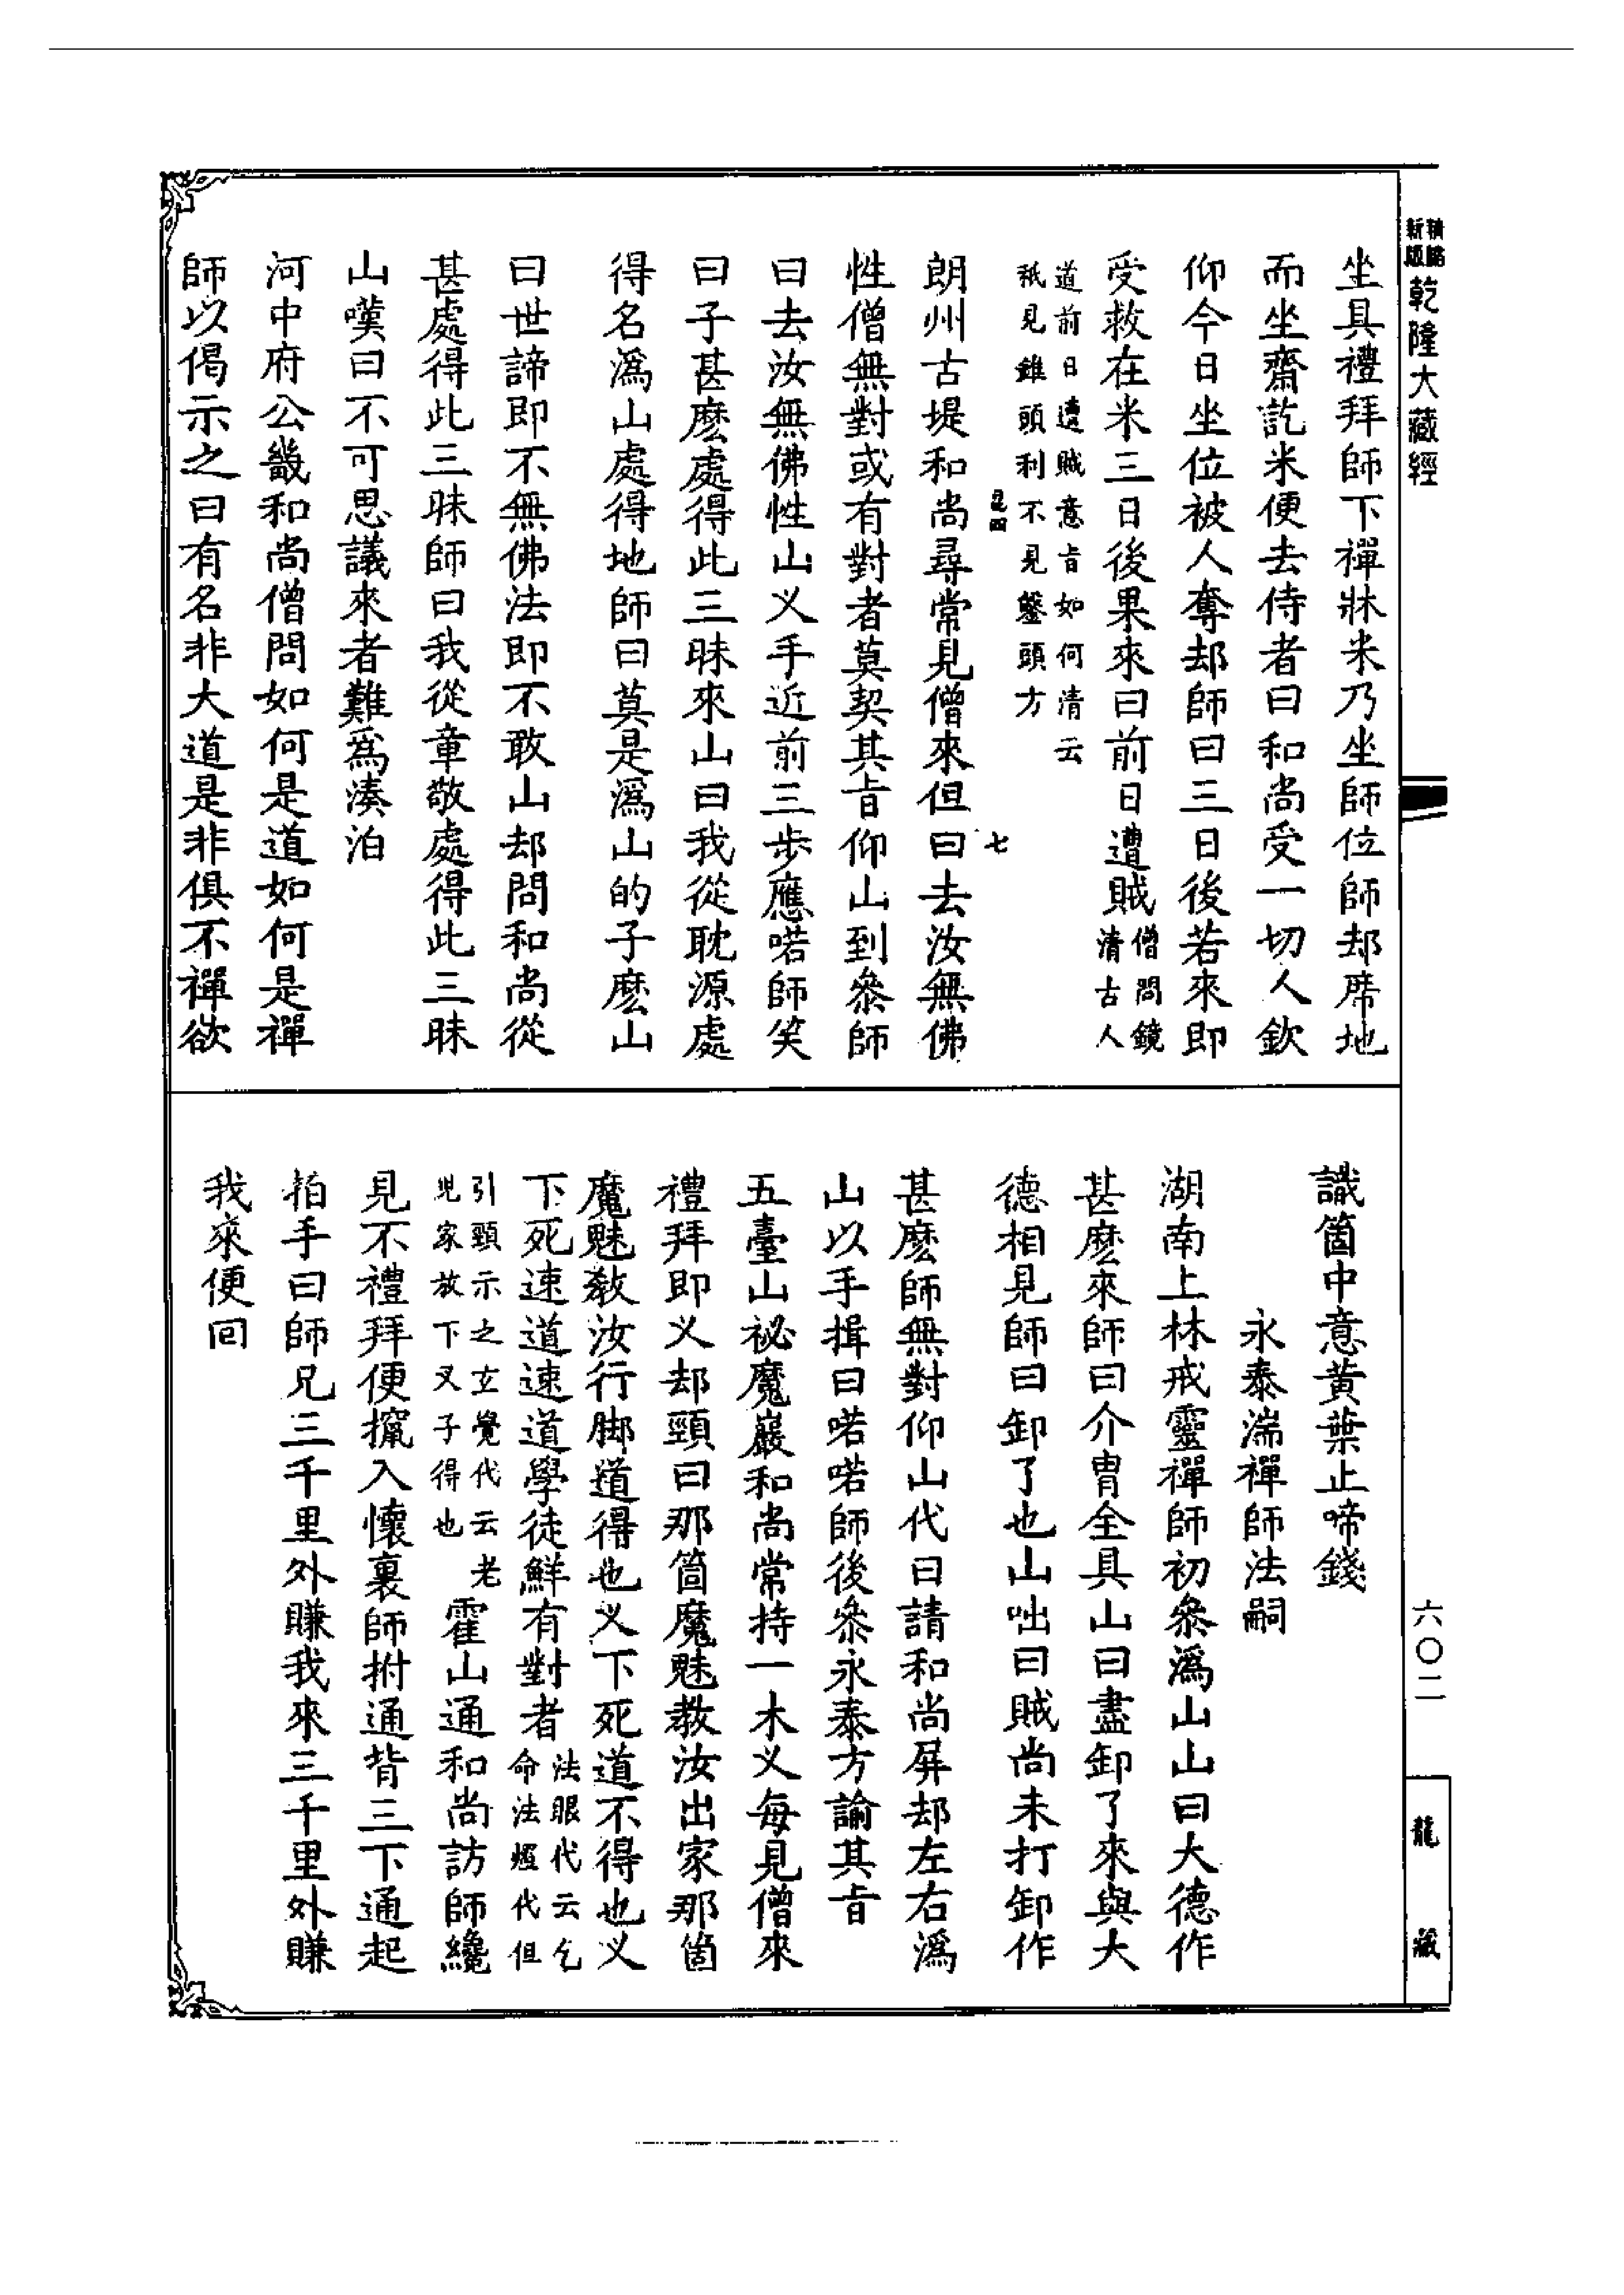 精縮
新版
乾隆大藏經
六〇二
龍藏
坐具禮拜師下禪牀米乃坐師位師却席地
而坐齋訖米便去侍者曰和尚受一切人欽
仰今日坐位被人奪却師曰三日後若來即
受救在米三日後果來曰前日遭賊僧問鏡
清古人
道前日遭賊意旨如何清云
秖見錐頭利不見鑿頭方
七
朗州古堤和尚尋常見僧來但曰去汝無佛
性僧無對或有對者莫契其旨仰山到叅師
曰去汝無佛性山义手近前三步應喏師笑
曰子甚麽處得此三昧來山曰我從耽源處
得名溈山處得地師曰莫是溈山的子麽山
曰世諦即不無佛法即不敢山却問和尚從
甚處得此三昧師曰我從章敬處得此三昧
山嘆曰不可思議來者難爲湊泊
河中府公畿和尚僧問如何是道如何是禪
師以偈示之曰有名非大道是非俱不禪欲
識箇中意黃葉止啼錢
永泰湍禪師法嗣
湖南上林戒靈禪師初叅溈山山曰大德作
甚麽來師曰介冑全具山曰盡卸了來與大
德相見師曰卸了也山咄曰賊尚未打卸作
甚麽師無對仰山代曰請和尚屏却左右溈
山以手揖曰喏喏師後叅永泰方諭其旨
五臺山祕魔巖和尚常持一木义每見僧來
禮拜即义却頸曰那箇魔魅教汝出家那箇
魔魅教汝行脚道得也义下死道不得也义
下死速道速道學徒鮮有對者法眼代云乞
命法燈代但
引頸示之玄覺代云老
兒家放下叉子得也
霍山通和尚訪師纔
見不禮拜便攛入懷裏師拊通背三下通起
拍手曰師兄三千里外賺我來三千里外賺
我來便回